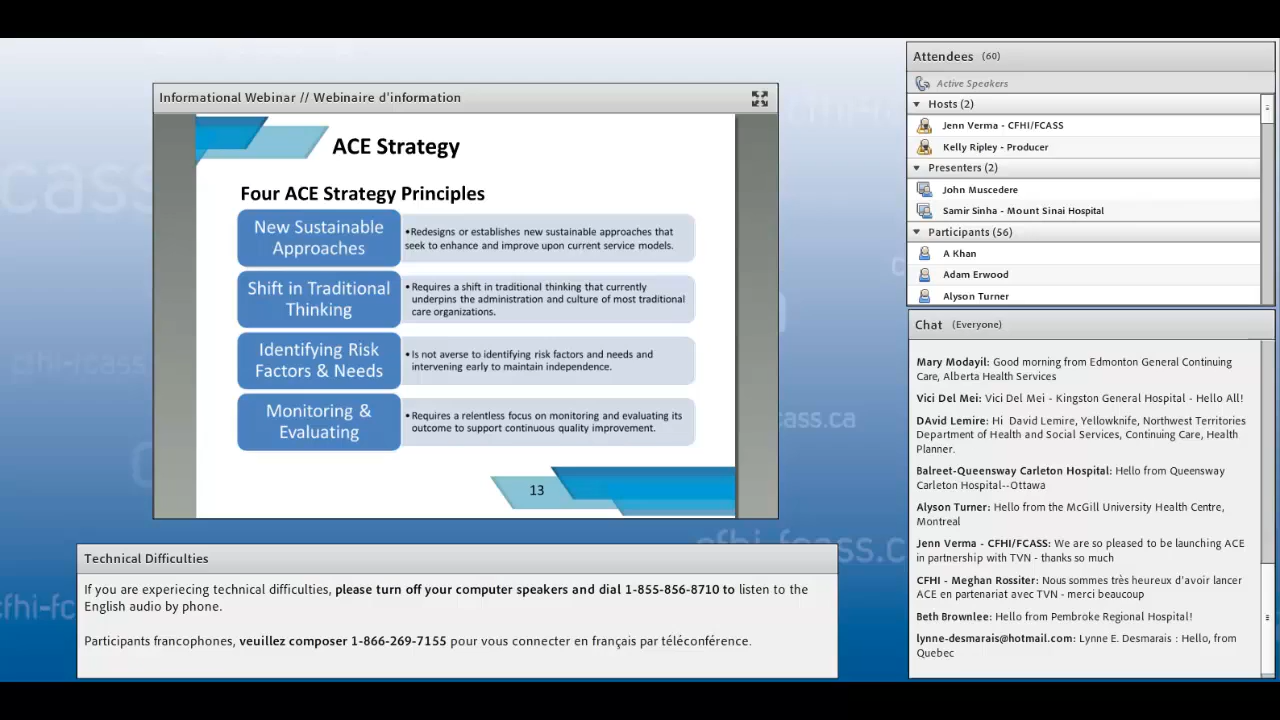 Informational Webinar // Webinaire d'information
ACE Strategy
Four ACE Strategy Principles
New Sustainable
Approaches
•Redesigns or establishes new sustainable approaches that
seek to enhance and improve upon current service models.
Shift in Traditional
Thinking
•Requires a shift in traditional thinking that currently
underpins the administration and culture of most traditional
care organizations.
Identifying Risk
Factors & Needs
•Is not averse to identifying risk factors and needs and
intervening early to maintain independence.
Monitoring &
Evaluating
•Requires a relentless focus on monitoring and evaluating its
outcome to support continuous quality improvement.
13
Technical Difficulties
If you are experiecing technical difficulties, please turn off your computer speakers and dial 1-855-856-8710 to listen to the
English audio by phone.
Participants francophones, veuillez composer 1-866-269-7155 pour vous connecter en français par téléconférence.
Attendees (60)
Active Speakers
Hosts (2)
Jenn Verma - CFHI/FCASS
Kelly Ripley - Producer
Presenters (2)
John Muscedere
Samir Sinha - Mount Sinai Hospital
Participants (56)
A Khan
Adam Erwood
Alyson Turner
Chat (Everyone)
Mary Modayil: Good morning from Edmonton General Continuing
Care, Alberta Health Services
Vici Del Mei: Vici Del Mei - Kingston General Hospital - Hello All!
DAvid Lemire: Hi David Lemire, Yellowknife, Northwest Territories
Department of Health and Social Services, Continuing Care, Health
Planner.
Balreet-Queensway Carleton Hospital: Hello from Queensway
Carleton Hospital--Ottawa
Alyson Turner: Hello from the McGill University Health Centre,
Montreal
Jenn Verma - CFHI/FCASS: We are so pleased to be launching ACE
in partnership with TVN - thanks so much
CFHI - Meghan Rossiter: Nous sommes très heureux d'avoir lancer
ACE en partenariat avec TVN - merci beaucoup
Beth Brownlee: Hello from Pembroke Regional Hospital!
lynne-desmarais@hotmail.com: Lynne E. Desmarais : Hello, from
Quebec